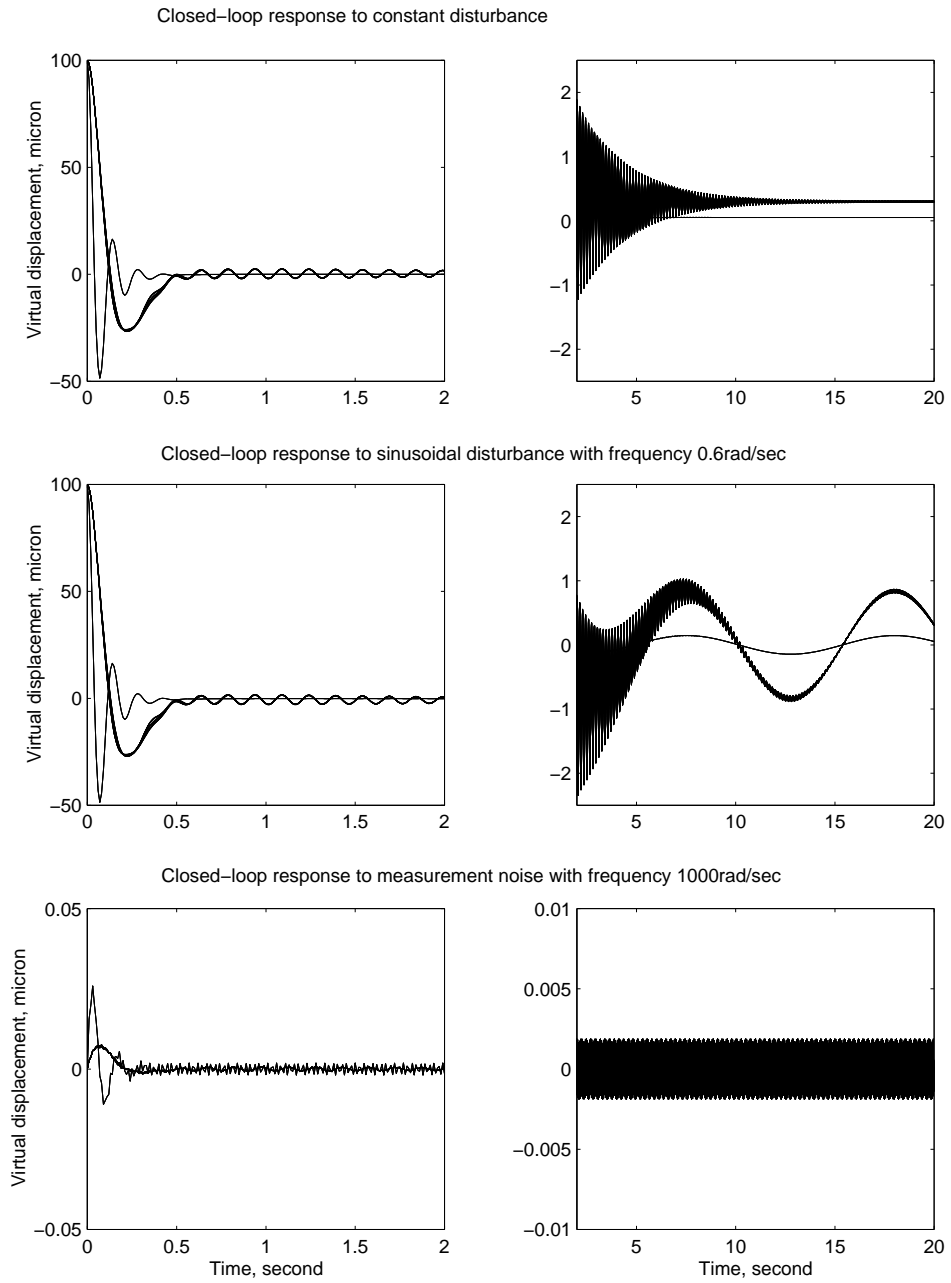 Closed–loop response to constant disturbance
100
50
0
−50
Virtual displacement, micron
0 0.5 1 1.5 2
2
1
0
−1
−2
5 10 15 20
Closed–loop response to sinusoidal disturbance with frequency 0.6rad/sec
100
50
0
−50
Virtual displacement, micron
0 0.5 1 1.5 2
2
1
0
−1
−2
5 10 15 20
Closed–loop response to measurement noise with frequency 1000rad/sec
0.05
0
−0.05
Virtual displacement, micron
0 0.5 1 1.5 2
Time, second
0.01
0.005
0
−0.005
−0.01
5 10 15 20
Time, second